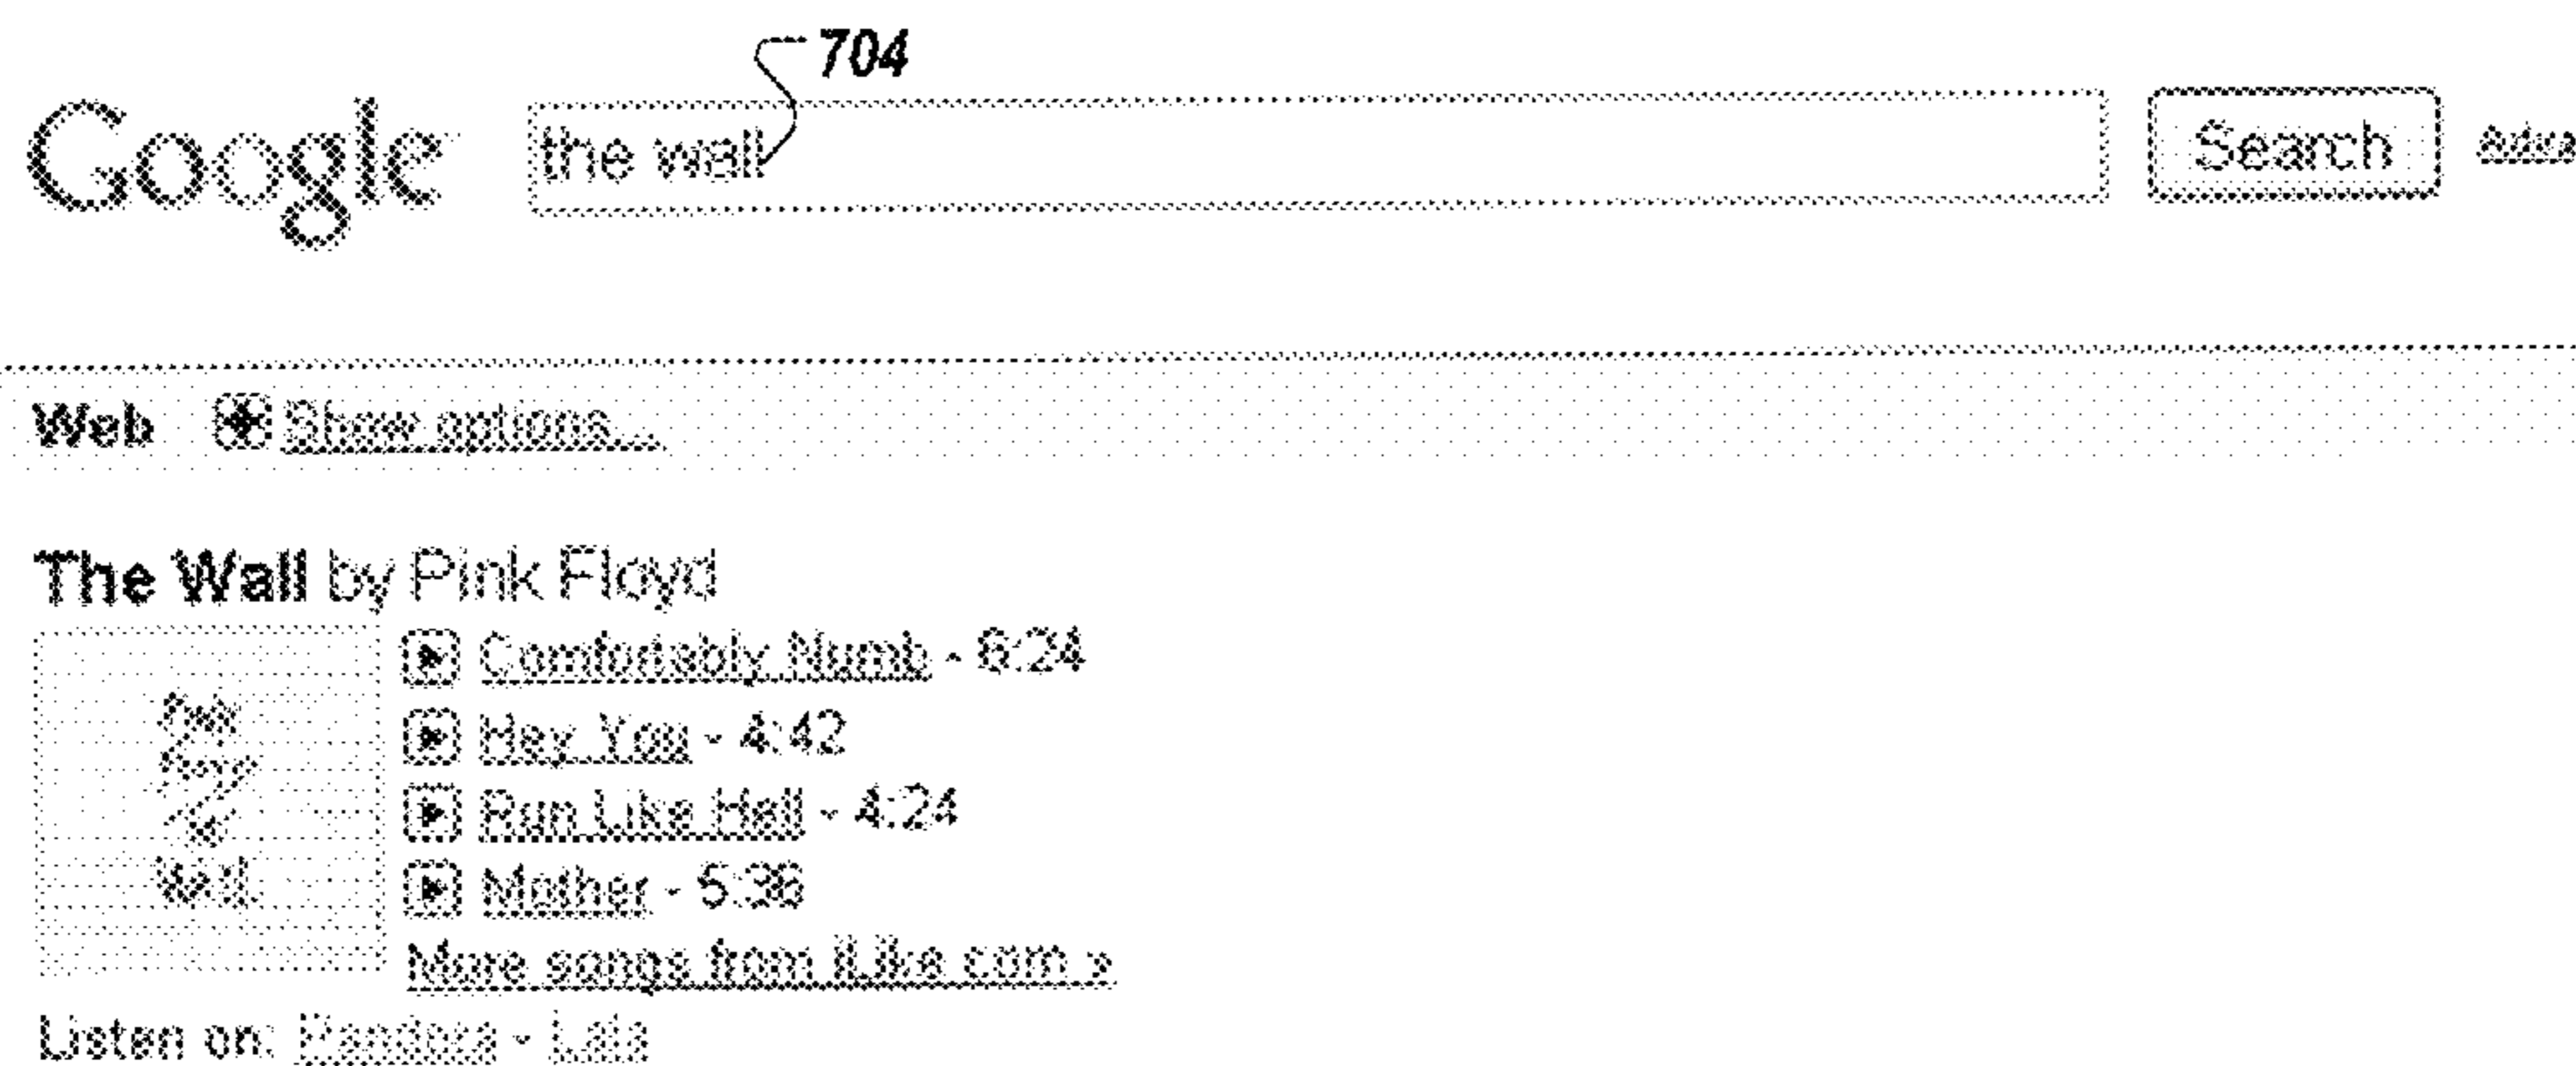 704
Google the wall Search
Web Show options...
The Wall by Pink Floyd
Comfortably Numb - 6:24
Hey You - 4:42
Run Like Hell - 4:24
Mother - 5:36
More songs from iLike.com »
Listen on: Pandora - Lala